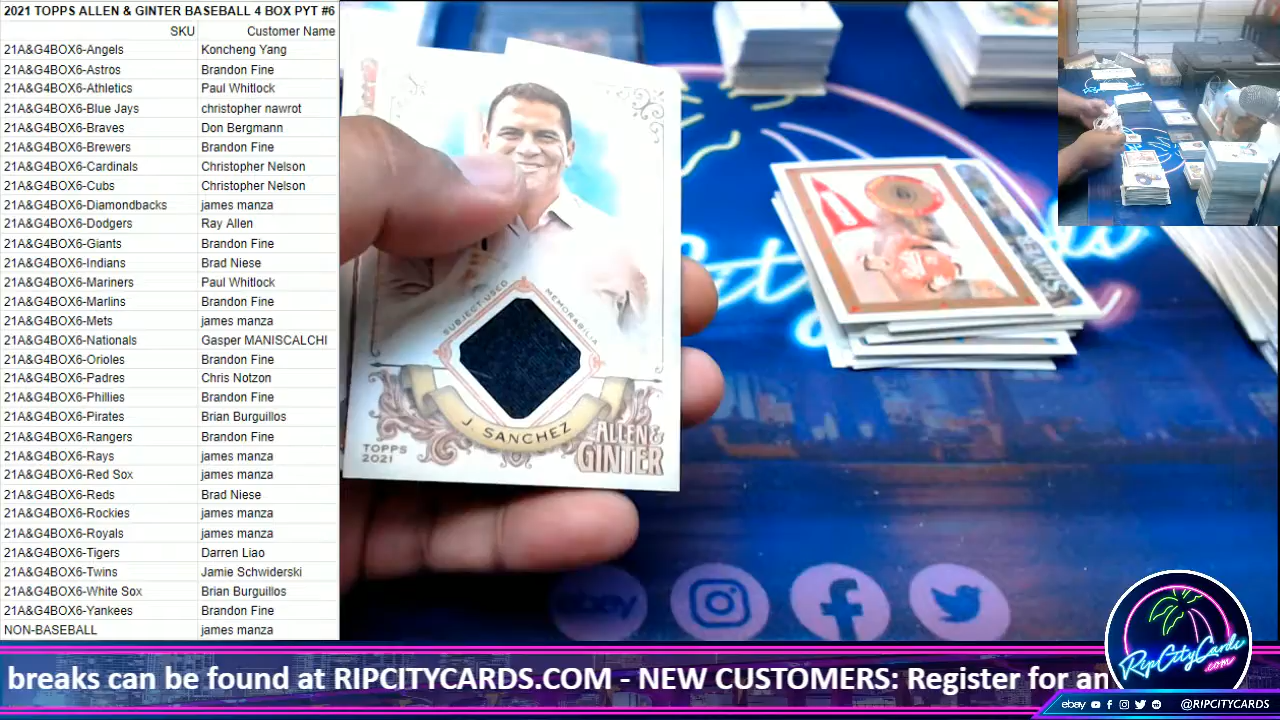 2021 TOPPS ALLEN & GINTER BASEBALL 4 BOX PYT #6
SKU Customer Name
21A&G4BOX6-Angels Koncheng Yang
21A&G4BOX6-Astros Brandon Fine
21A&G4BOX6-Athletics Paul Whitlock
21A&G4BOX6-Blue Jays christopher nawrot
21A&G4BOX6-Braves Don Bergmann
21A&G4BOX6-Brewers Brandon Fine
21A&G4BOX6-Cardinals Christopher Nelson
21A&G4BOX6-Cubs Christopher Nelson
21A&G4BOX6-Diamondbacks james manza
21A&G4BOX6-Dodgers Ray Allen
21A&G4BOX6-Giants Brandon Fine
21A&G4BOX6-Indians Brad Niese
21A&G4BOX6-Mariners Paul Whitlock
21A&G4BOX6-Marlins Brandon Fine
21A&G4BOX6-Mets james manza
21A&G4BOX6-Nationals Gasper MANISCALCHI
21A&G4BOX6-Orioles Brandon Fine
21A&G4BOX6-Padres Chris Notzon
21A&G4BOX6-Phillies Brandon Fine
21A&G4BOX6-Pirates Brian Burguillos
21A&G4BOX6-Rangers Brandon Fine
21A&G4BOX6-Rays james manza
21A&G4BOX6-Red Sox james manza
21A&G4BOX6-Reds Brad Niese
21A&G4BOX6-Rockies james manza
21A&G4BOX6-Royals james manza
21A&G4BOX6-Tigers Darren Liao
21A&G4BOX6-Twins Jamie Schwiderski
21A&G4BOX6-White Sox Brian Burguillos
21A&G4BOX6-Yankees Brandon Fine
NON-BASEBALL james manza
SUBJECT-USED MEMORABILIA
J. SANCHEZ
TOPPS
2021
ALLEN &
GINTER
ebay
breaks can be found at RIPCITYCARDS.COM - NEW CUSTOMERS: Register for an
RipCityCards
.com
ebay @RIPCITYCARDS